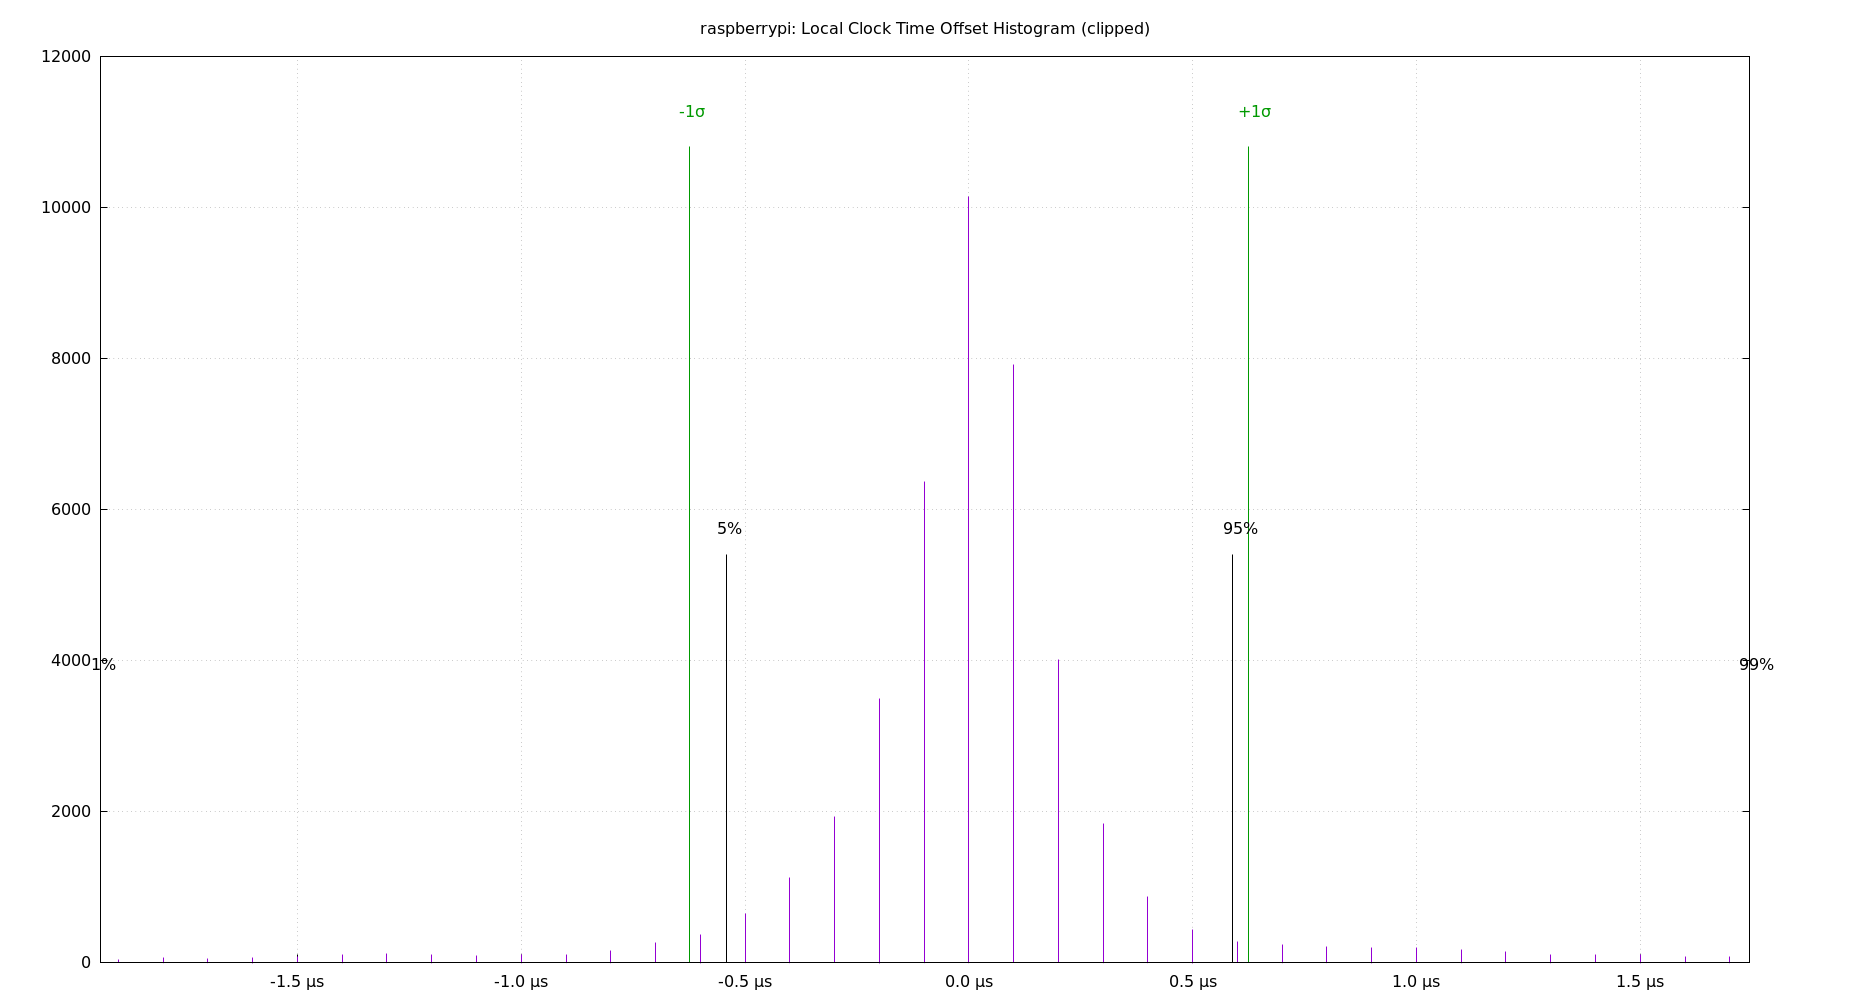 raspberrypi: Local Clock Time Offset Histogram (clipped)
12000
-1σ
+1σ
10000
8000
6000
5%
95%
4000
1%
99%
2000
0
-1.5 µs
-1.0 µs
-0.5 µs
0.0 µs
0.5 µs
1.0 µs
1.5 µs